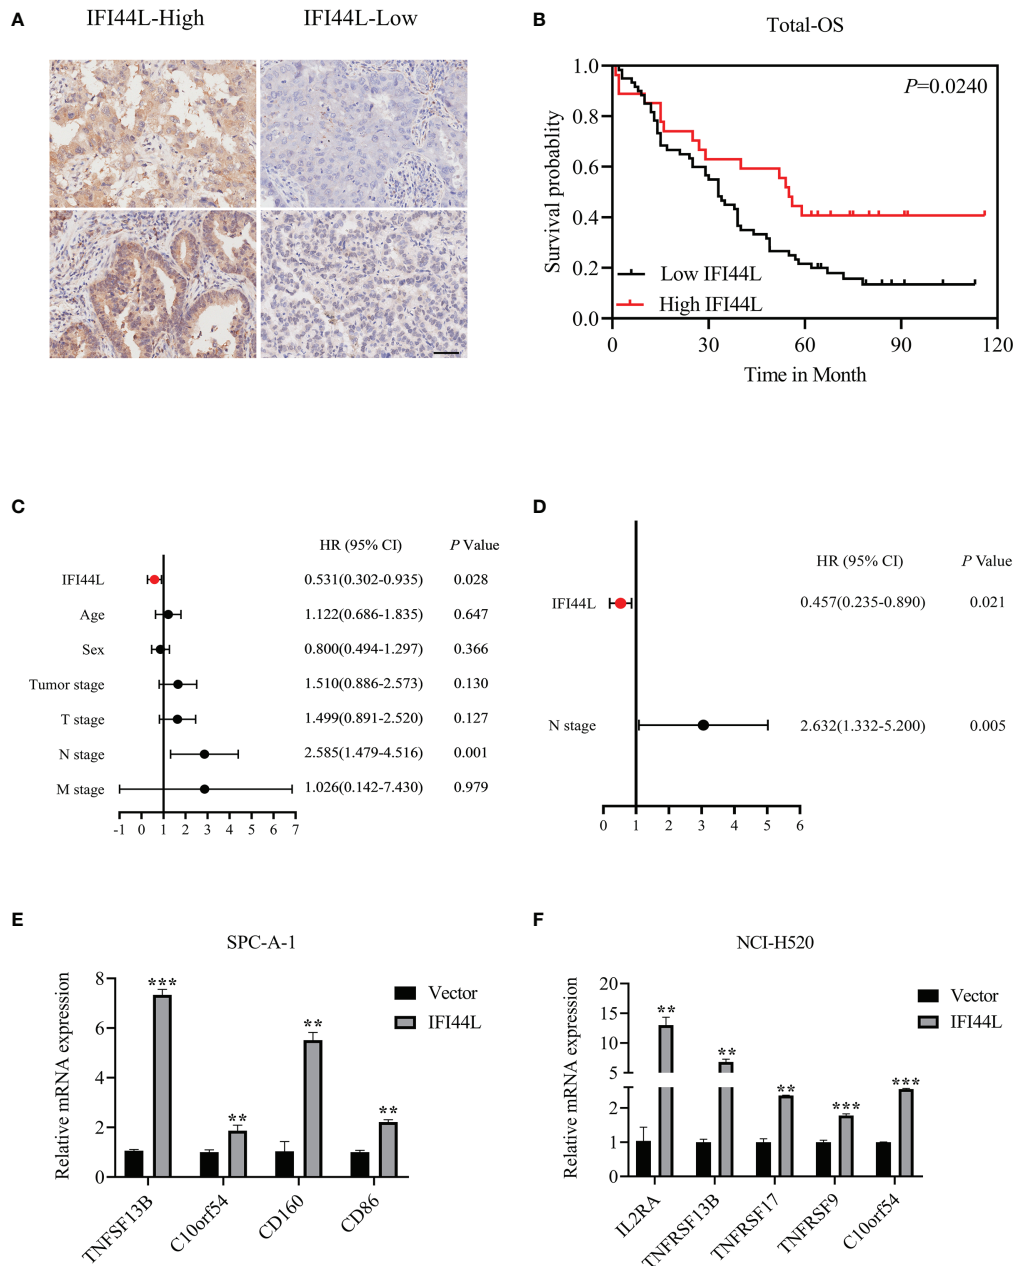 A
IFI44L-High
IFI44L-Low
B
Total-OS
P=0.0240
Survival probablity
1.0
0.8
0.6
0.4
0.2
0.0
Low IFI44L
High IFI44L
0 30 60 90 120
Time in Month
C
HR (95% CI) P Value
IFI44L 0.531(0.302-0.935) 0.028
Age 1.122(0.686-1.835) 0.647
Sex 0.800(0.494-1.297) 0.366
Tumor stage 1.510(0.886-2.573) 0.130
T stage 1.499(0.891-2.520) 0.127
N stage 2.585(1.479-4.516) 0.001
M stage 1.026(0.142-7.430) 0.979
-1 0 1 2 3 4 5 6 7
D
HR (95% CI) P Value
IFI44L 0.457(0.235-0.890) 0.021
N stage 2.632(1.332-5.200) 0.005
0 1 2 3 4 5 6
E
SPC-A-1
Relative mRNA expression
8
6
4
2
0
***
**
**
**
Vector
IFI44L
TNFSF13B
C10orf54
CD160
CD86
F
NCI-H520
Relative mRNA expression
20
15
10
5
2
1
0
**
**
**
***
***
Vector
IFI44L
IL2RA
TNFRSF13B
TNFRSF17
TNFRSF9
C10orf54